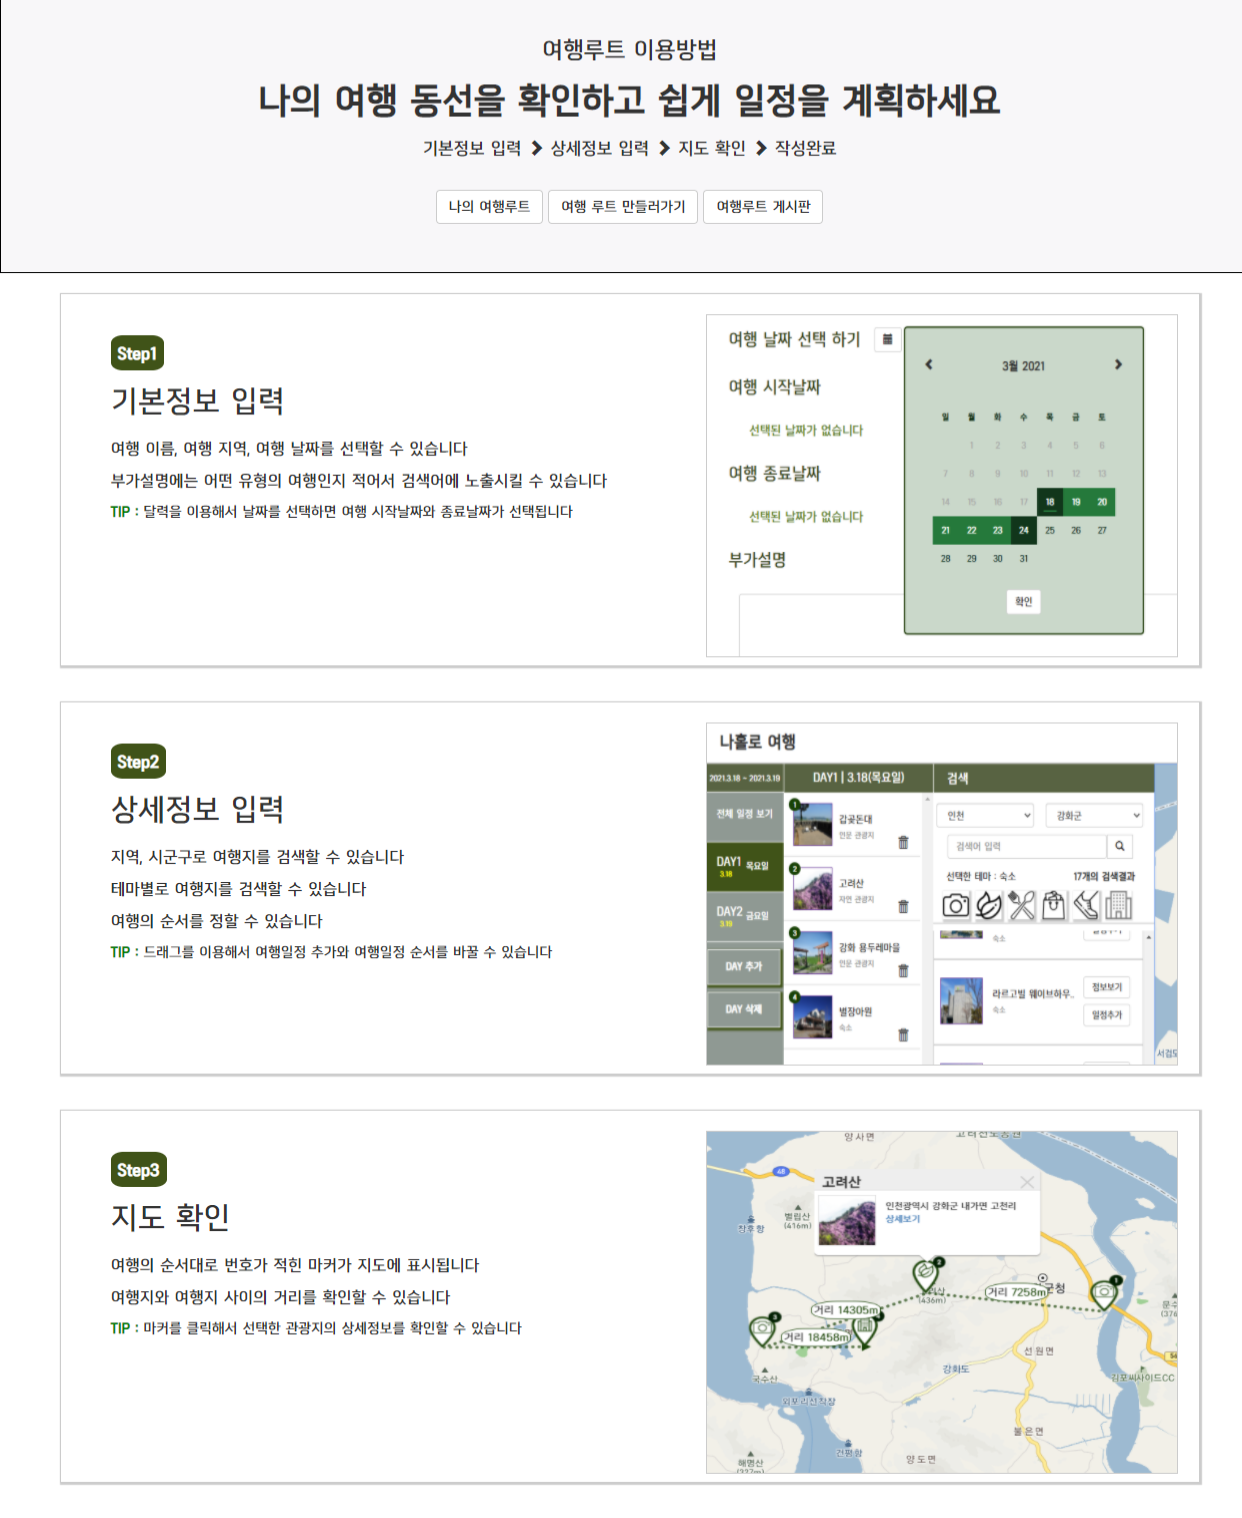 여행루트 이용방법
나의 여행 동선을 확인하고 쉽게 일정을 계획하세요
기본정보 입력 > 상세정보 입력 > 지도 확인 > 작성완료
나의 여행루트 여행 루트 만들러가기 여행루트 게시판
Step1
기본정보 입력
여행 이름, 여행 지역, 여행 날짜를 선택할 수 있습니다
부가설명에는 어떤 유형의 여행인지 적어서 검색어에 노출시킬 수 있습니다
TIP : 달력을 이용해서 날짜를 선택하면 여행 시작날짜와 종료날짜가 선택됩니다
여행 날짜 선택 하기
여행 시작날짜
선택된 날짜가 없습니다
여행 종료날짜
선택된 날짜가 없습니다
부가설명
3월 2021
일 월 화 수 목 금 토
1 2 3 4 5 6
7 8 9 10 11 12 13
14 15 16 17 18 19 20
21 22 23 24 25 26 27
28 29 30 31
확인
Step2
상세정보 입력
지역, 시군구로 여행지를 검색할 수 있습니다
테마별로 여행지를 검색할 수 있습니다
여행의 순서를 정할 수 있습니다
TIP : 드래그를 이용해서 여행일정 추가와 여행일정 순서를 바꿀 수 있습니다
나홀로 여행
2021.3.18 ~ 2021.3.19
DAY1 | 3.18(목요일)
검색
전체 일정 보기
DAY1 목요일
3.18
DAY2 금요일
3.19
DAY 추가
DAY 삭제
1
갑곶돈대
인문 관광지
2
고려산
자연 관광지
3
강화 용두레마을
인문 관광지
4
별장아원
숙소
인천
강화군
검색어 입력
선택한 테마 : 숙소
17개의 검색결과
숙소
라르고빌 웨이브하우..
숙소
정보보기
일정추가
서검도
Step3
지도 확인
여행의 순서대로 번호가 적힌 마커가 지도에 표시됩니다
여행지와 여행지 사이의 거리를 확인할 수 있습니다
TIP : 마커를 클릭해서 선택한 관광지의 상세정보를 확인할 수 있습니다
양사면
48
고려산
인천광역시 강화군 내가면 고천리
상세보기
별립산
(416m)
창후항
2
(436m)
거리 7258m
군청
1
거리 14305m
3
거리 18458m
선원면
강화도
국수산
외포리선착장
김포씨사이드CC
불은면
건평항
양도면
해명산